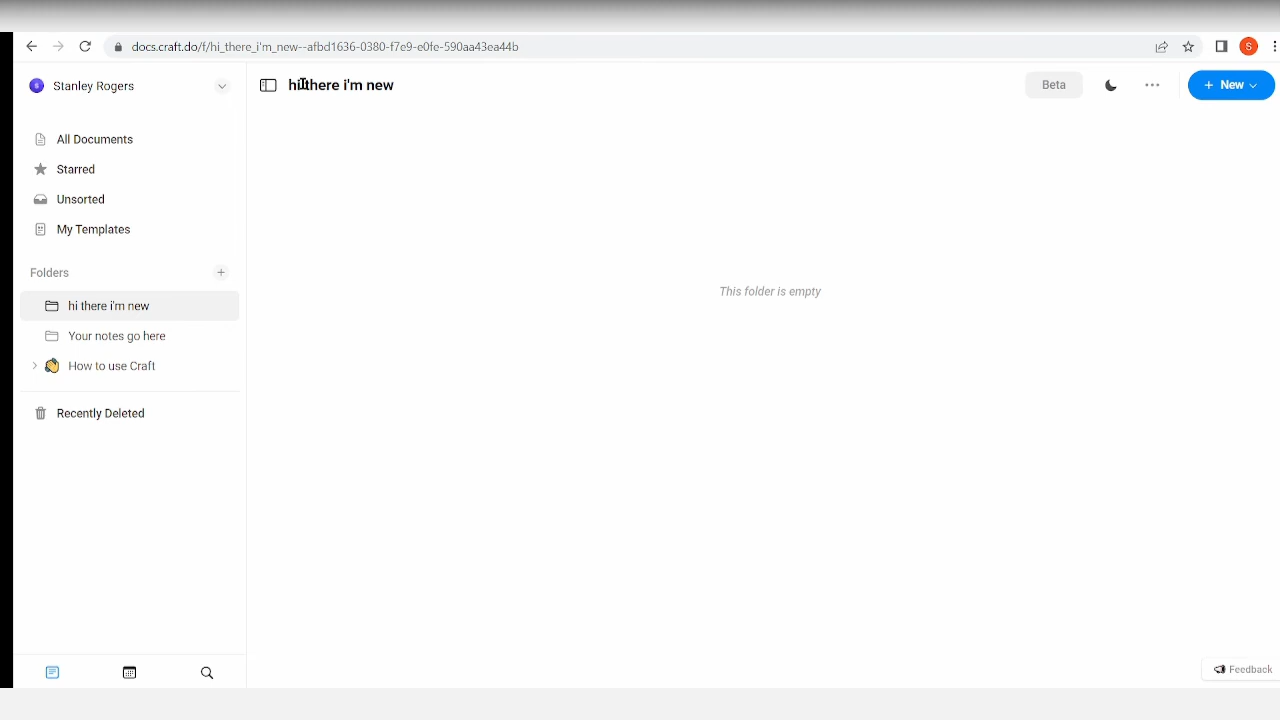 docs.craft.do/f/hi_there_i'm_new--afbd1636-0380-f7e9-e0fe-590aa43ea44b
S
Stanley Rogers
hi there i'm new
Beta
+ New
All Documents
Starred
Unsorted
My Templates
Folders
+
hi there i'm new
Your notes go here
How to use Craft
Recently Deleted
This folder is empty
Feedback